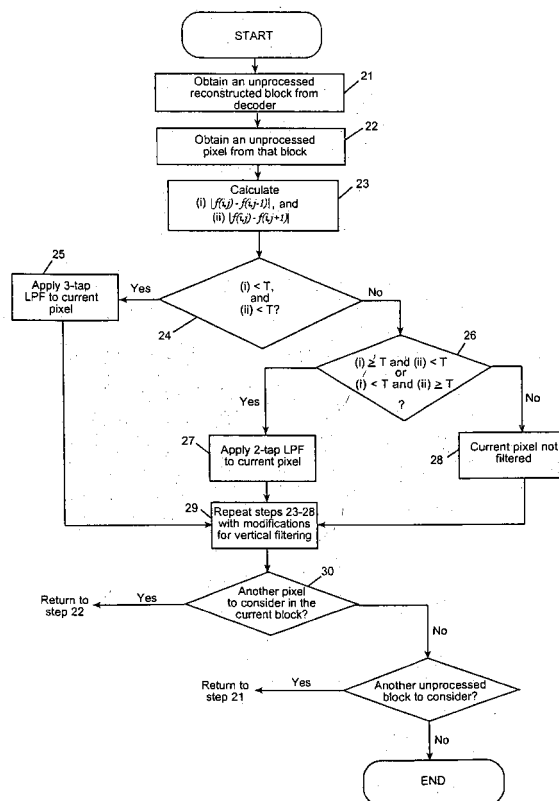 START
21
Obtain an unprocessed
reconstructed block from
decoder
22
Obtain an unprocessed
pixel from that block
23
Calculate
(i) |f(i,j) - f(i,j-1)|, and
(ii) |f(i,j) - f(i,j+1)|
25
Apply 3-tap
LPF to current
pixel
Yes
(i) < T,
and
(ii) < T?
24
No
26
(i) ≥ T and (ii) < T
or
(i) < T and (ii) ≥ T
?
Yes
No
27
Apply 2-tap LPF
to current pixel
28
Current pixel not
filtered
29
Repeat steps 23-28
with modifications
for vertical filtering
30
Another pixel
to consider in the
current block?
Yes
Return to
step 22
No
Another unprocessed
block to consider?
Yes
Return to
step 21
No
END